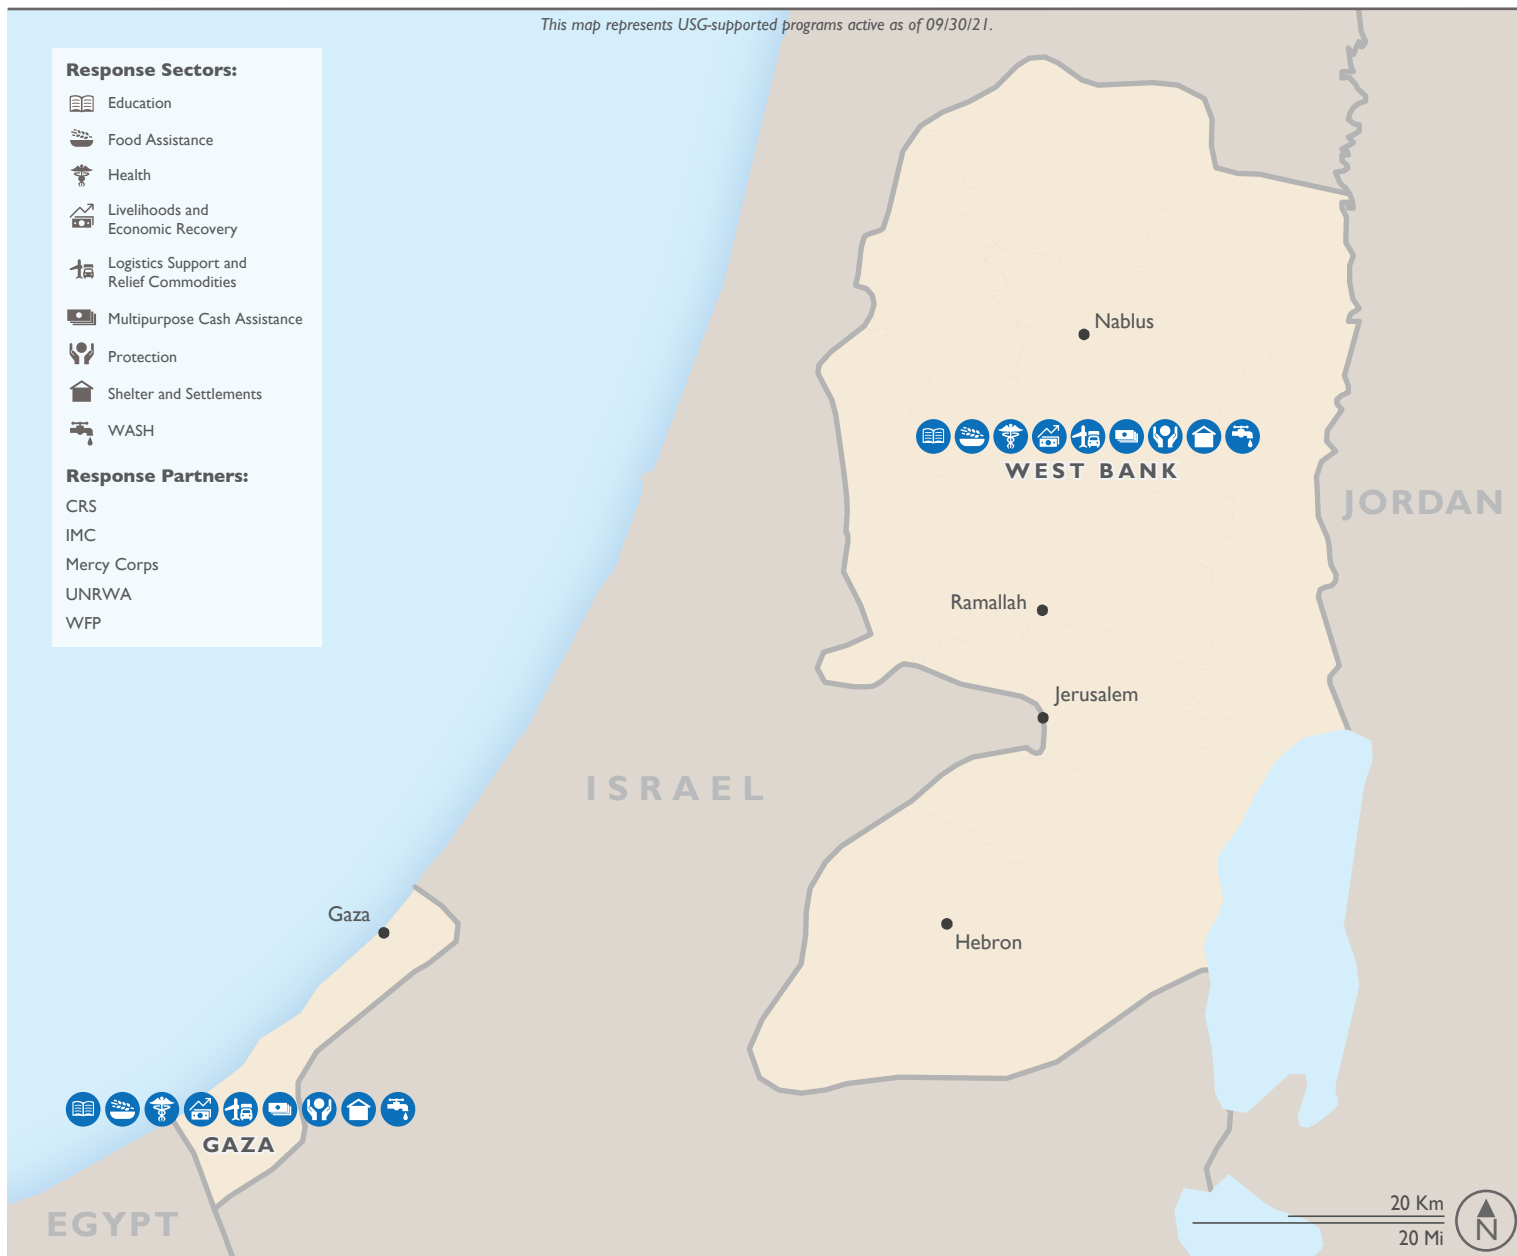 This map represents USG-supported programs active as of 09/30/21.
Response Sectors:
Education
Food Assistance
Health
Livelihoods and
Economic Recovery
Logistics Support and
Relief Commodities
Multipurpose Cash Assistance
Protection
Shelter and Settlements
WASH
Response Partners:
CRS
IMC
Mercy Corps
UNRWA
WFP
Nablus
WEST BANK
JORDAN
Ramallah
Jerusalem
ISRAEL
Gaza
Hebron
GAZA
EGYPT
20 Km
20 Mi
N